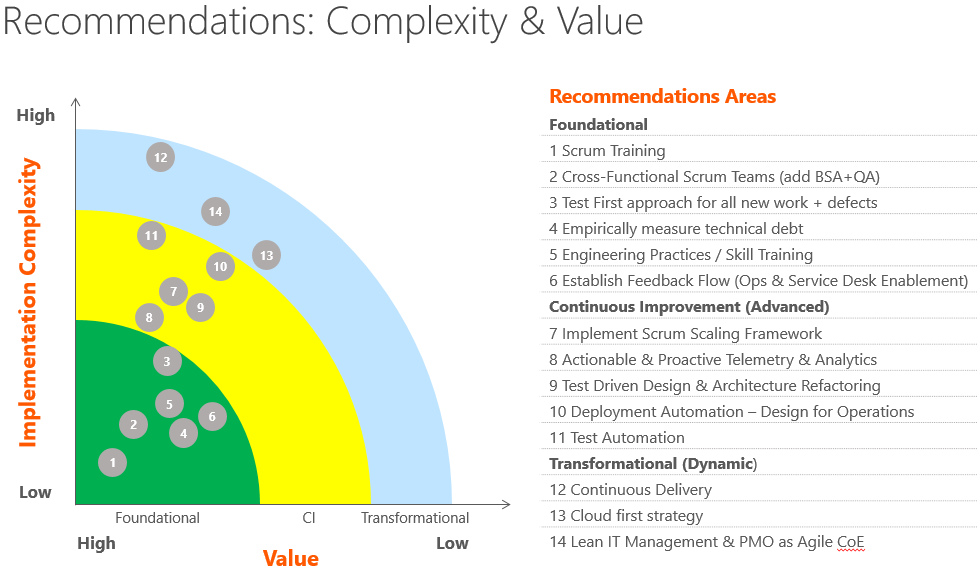 Recommendations: Complexity & Value
High
Implementation Complexity
Low
12
14
11
13
10
7
9
8
3
5
6
2
4
1
Foundational
CI
Transformational
High
Value
Low
Recommendations Areas
Foundational
1 Scrum Training
2 Cross-Functional Scrum Teams (add BSA+QA)
3 Test First approach for all new work + defects
4 Empirically measure technical debt
5 Engineering Practices / Skill Training
6 Establish Feedback Flow (Ops & Service Desk Enablement)
Continuous Improvement (Advanced)
7 Implement Scrum Scaling Framework
8 Actionable & Proactive Telemetry & Analytics
9 Test Driven Design & Architecture Refactoring
10 Deployment Automation – Design for Operations
11 Test Automation
Transformational (Dynamic)
12 Continuous Delivery
13 Cloud first strategy
14 Lean IT Management & PMO as Agile CoE